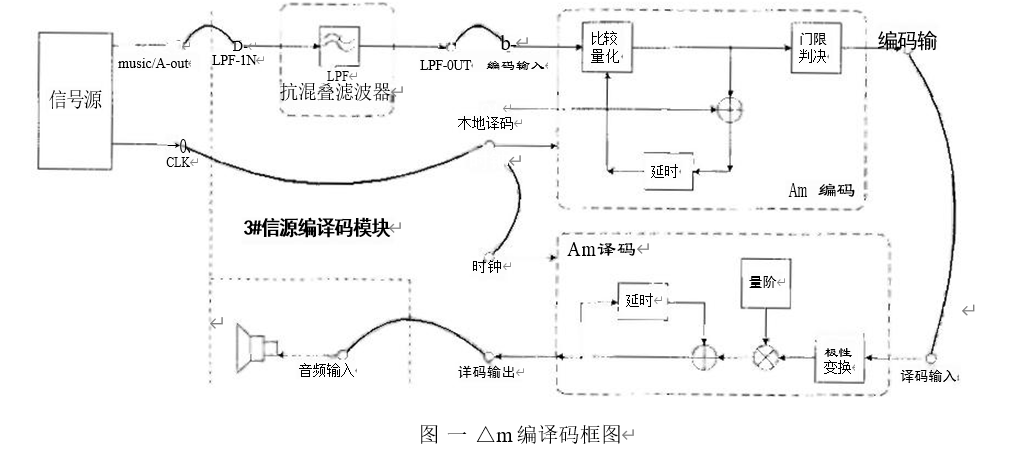 信号源
music/A-out
LPF-1N
LPF
抗混叠滤波器
LPF-0UT
b
编码输入
比较
量化
门限
判决
编码输
CLK
木地译码
延时
Am 编码
3#信源编译码模块
时钟
Am译码
延时
量阶
极性
变换
译码输入
音频输入
详码输出
图 一 △m 编译码框图